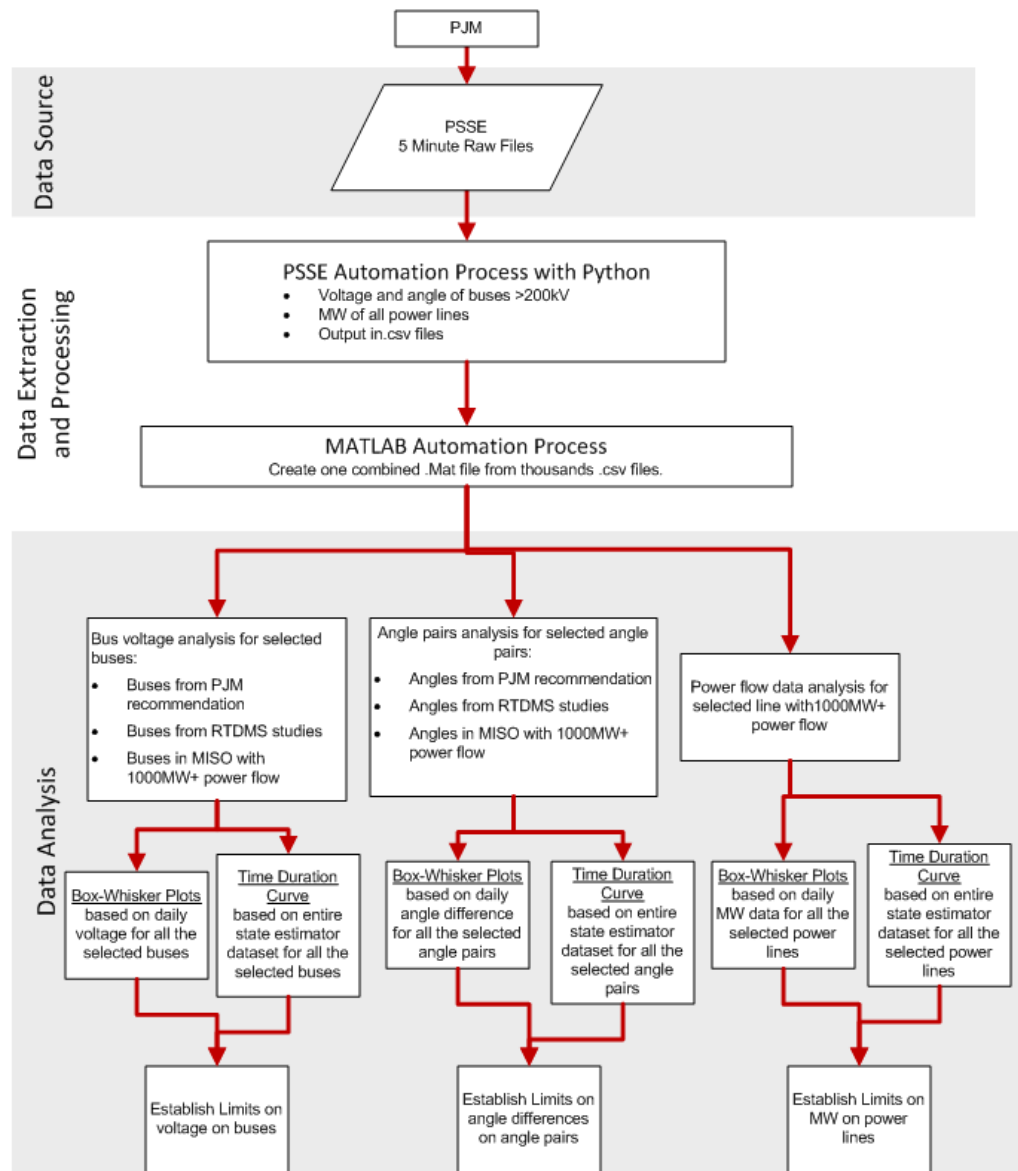 PJM
Data Source
PSSE
5 Minute Raw Files
Data Extraction
and Processing
PSSE Automation Process with Python
• Voltage and angle of buses >200kV
• MW of all power lines
• Output in.csv files
MATLAB Automation Process
Create one combined .Mat file from thousands .csv files.
Data Analysis
Bus voltage analysis for selected
buses:
• Buses from PJM
recommendation
• Buses from RTDMS studies
• Buses in MISO with
1000MW+ power flow
Angle pairs analysis for selected angle
pairs:
• Angles from PJM recommendation
• Angles from RTDMS studies
• Angles in MISO with 1000MW+
power flow
Power flow data analysis for
selected line with1000MW+
power flow
Box-Whisker Plots
based on daily
voltage for all the
selected buses
Time Duration
Curve
based on entire
state estimator
dataset for all the
selected buses
Box-Whisker Plots
based on daily
angle difference
for all the selected
angle pairs
Time Duration
Curve
based on entire
state estimator
dataset for all the
selected angle
pairs
Box-Whisker Plots
based on daily
MW data for all the
selected power
lines
Time Duration
Curve
based on entire
state estimator
dataset for all the
selected power
lines
Establish Limits on
voltage on buses
Establish Limits on
angle differences
on angle pairs
Establish Limits on
MW on power
lines